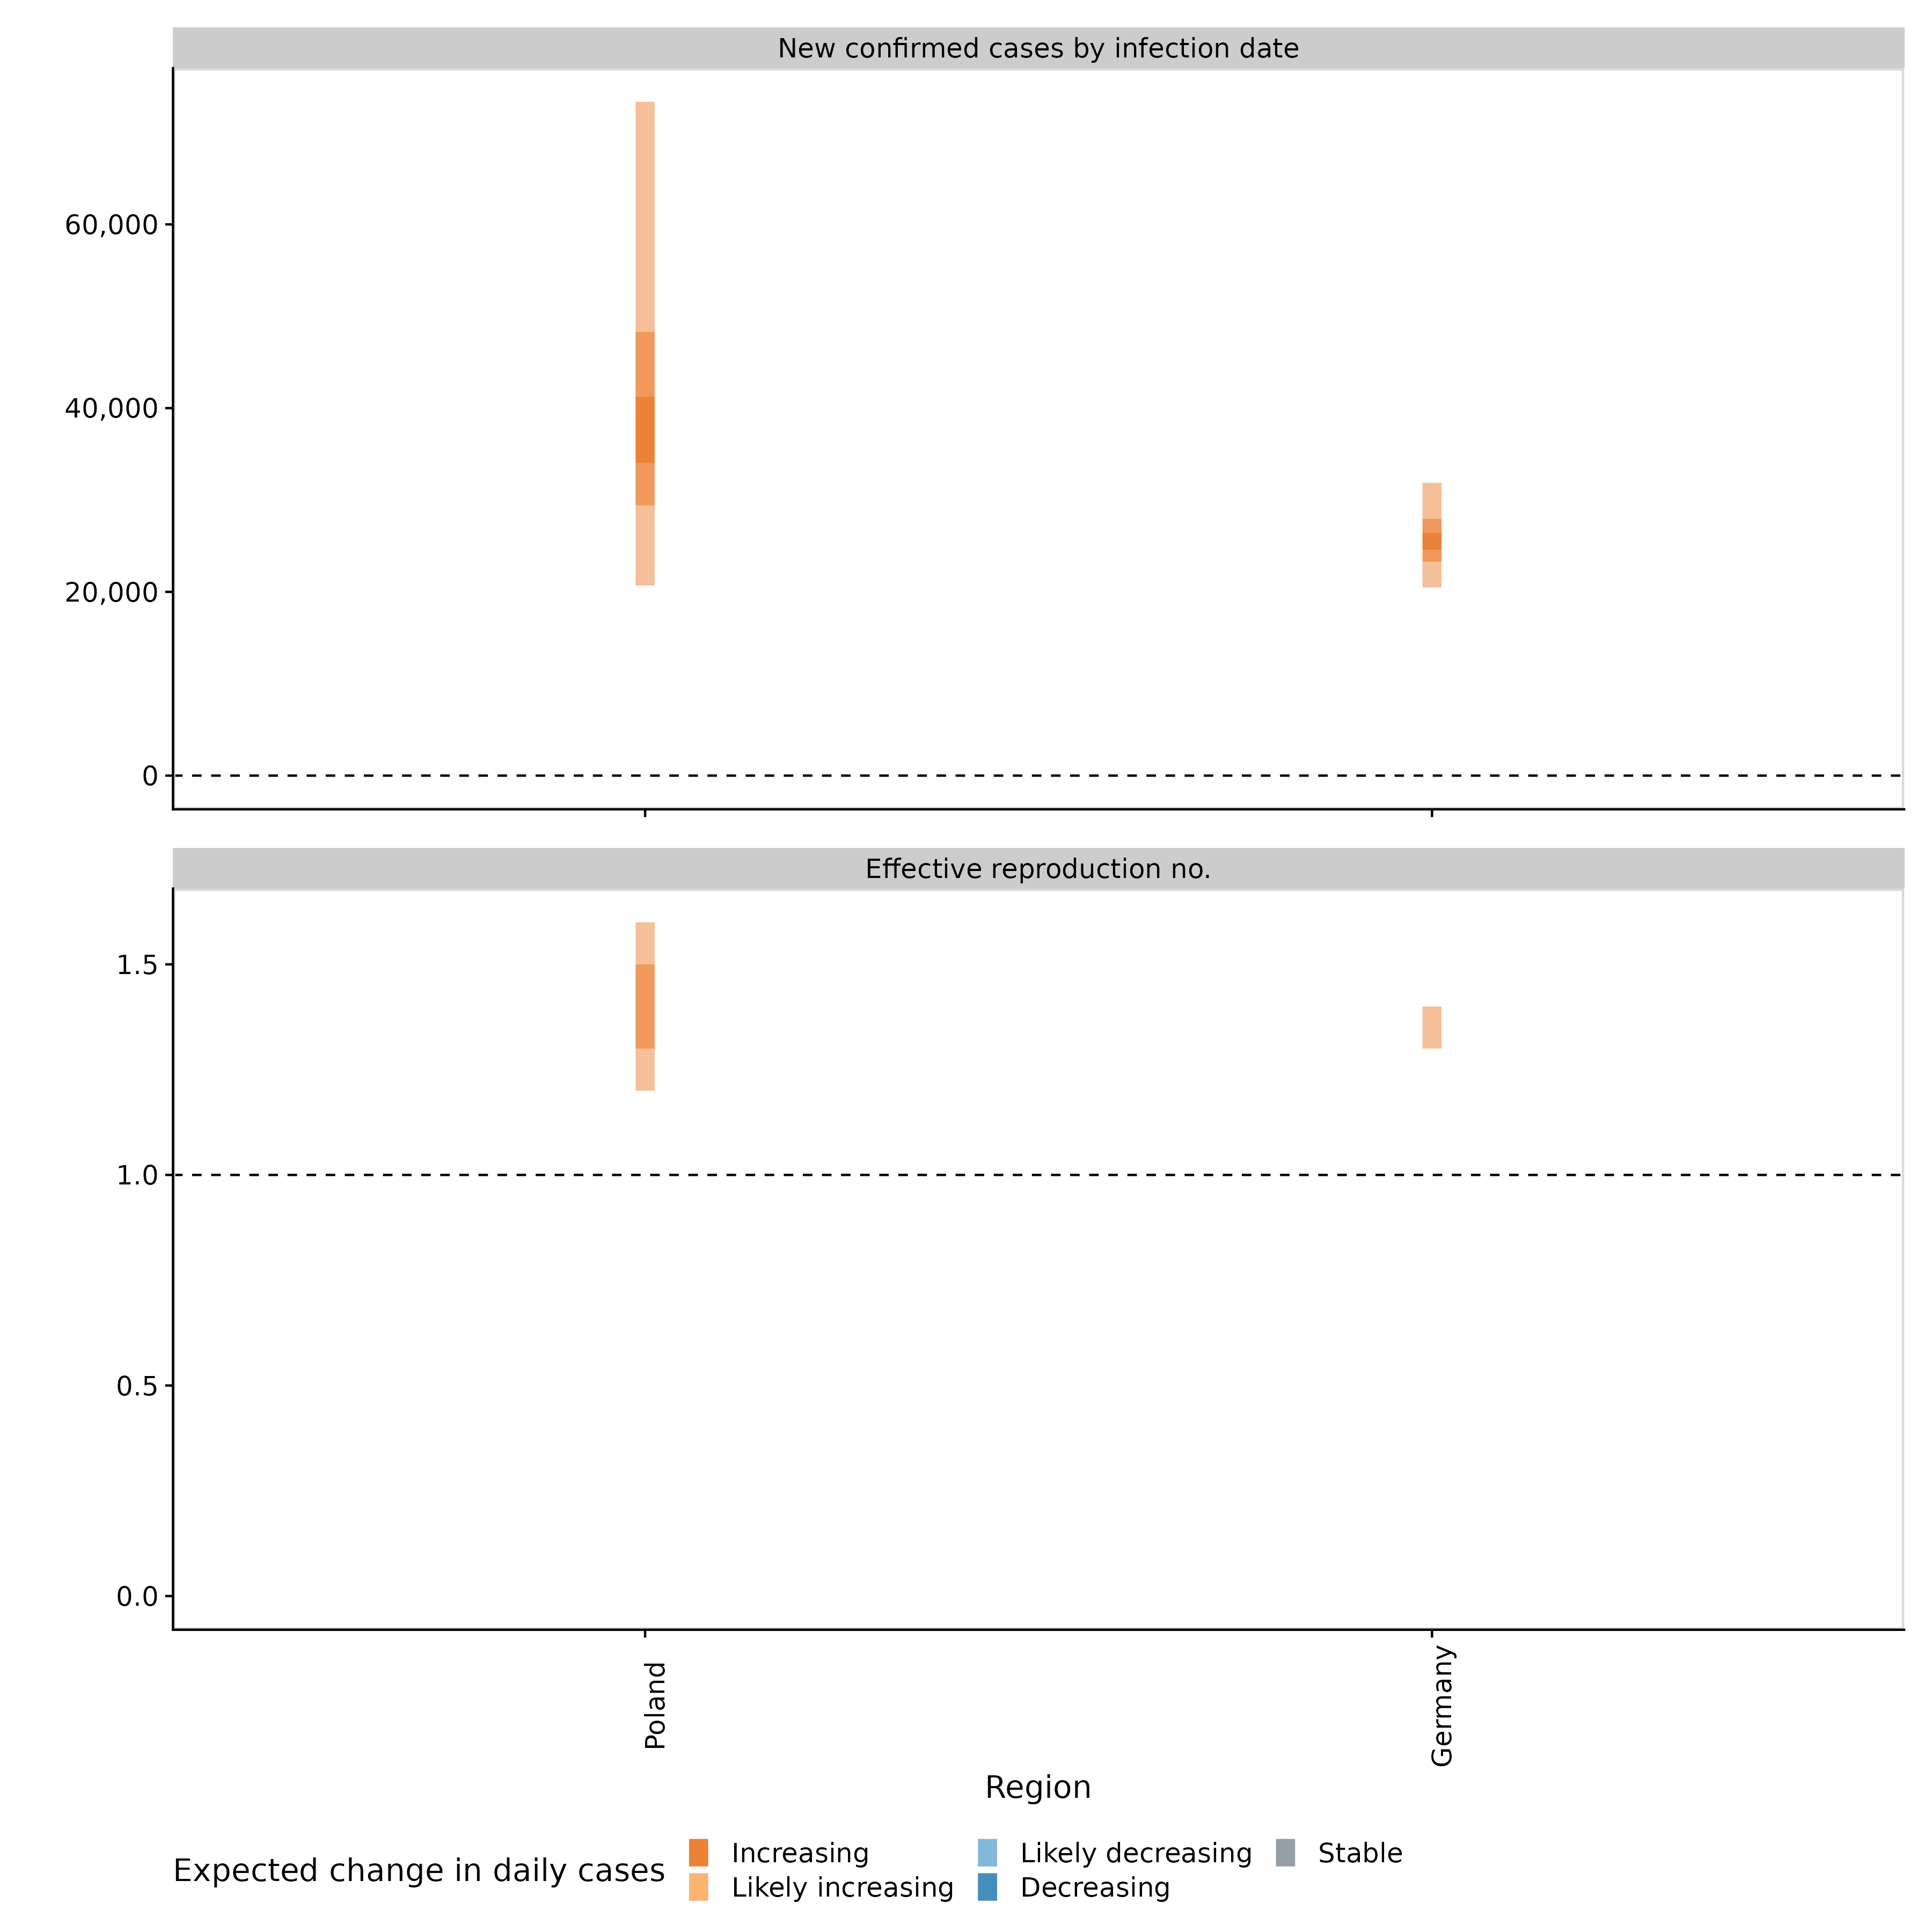 New confirmed cases by infection date
60,000
40,000
20,000
0
Effective reproduction no.
1.5
1.0
0.5
0.0
Poland
Germany
Region
Expected change in daily cases
Increasing
Likely increasing
Likely decreasing
Decreasing
Stable